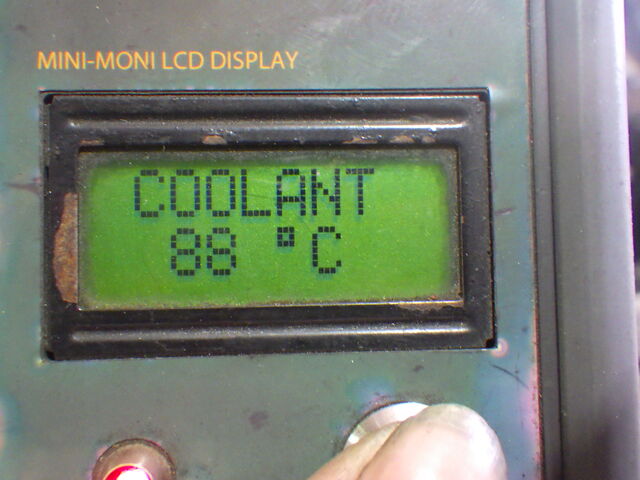 MINI-MONI LCD DISPLAY
COOLANT
88 °C